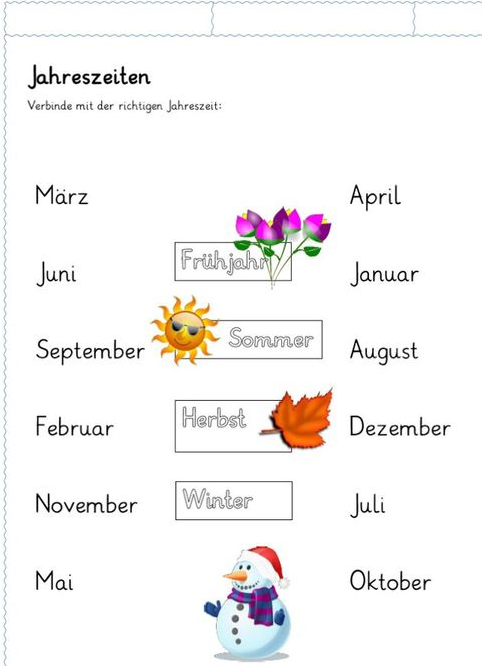 Jahreszeiten
Verbinde mit der richtigen Jahreszeit:
März
April
Frühjahr
Juni
Januar
Sommer
September
August
Herbst
Februar
Dezember
Winter
November
Juli
Mai
Oktober